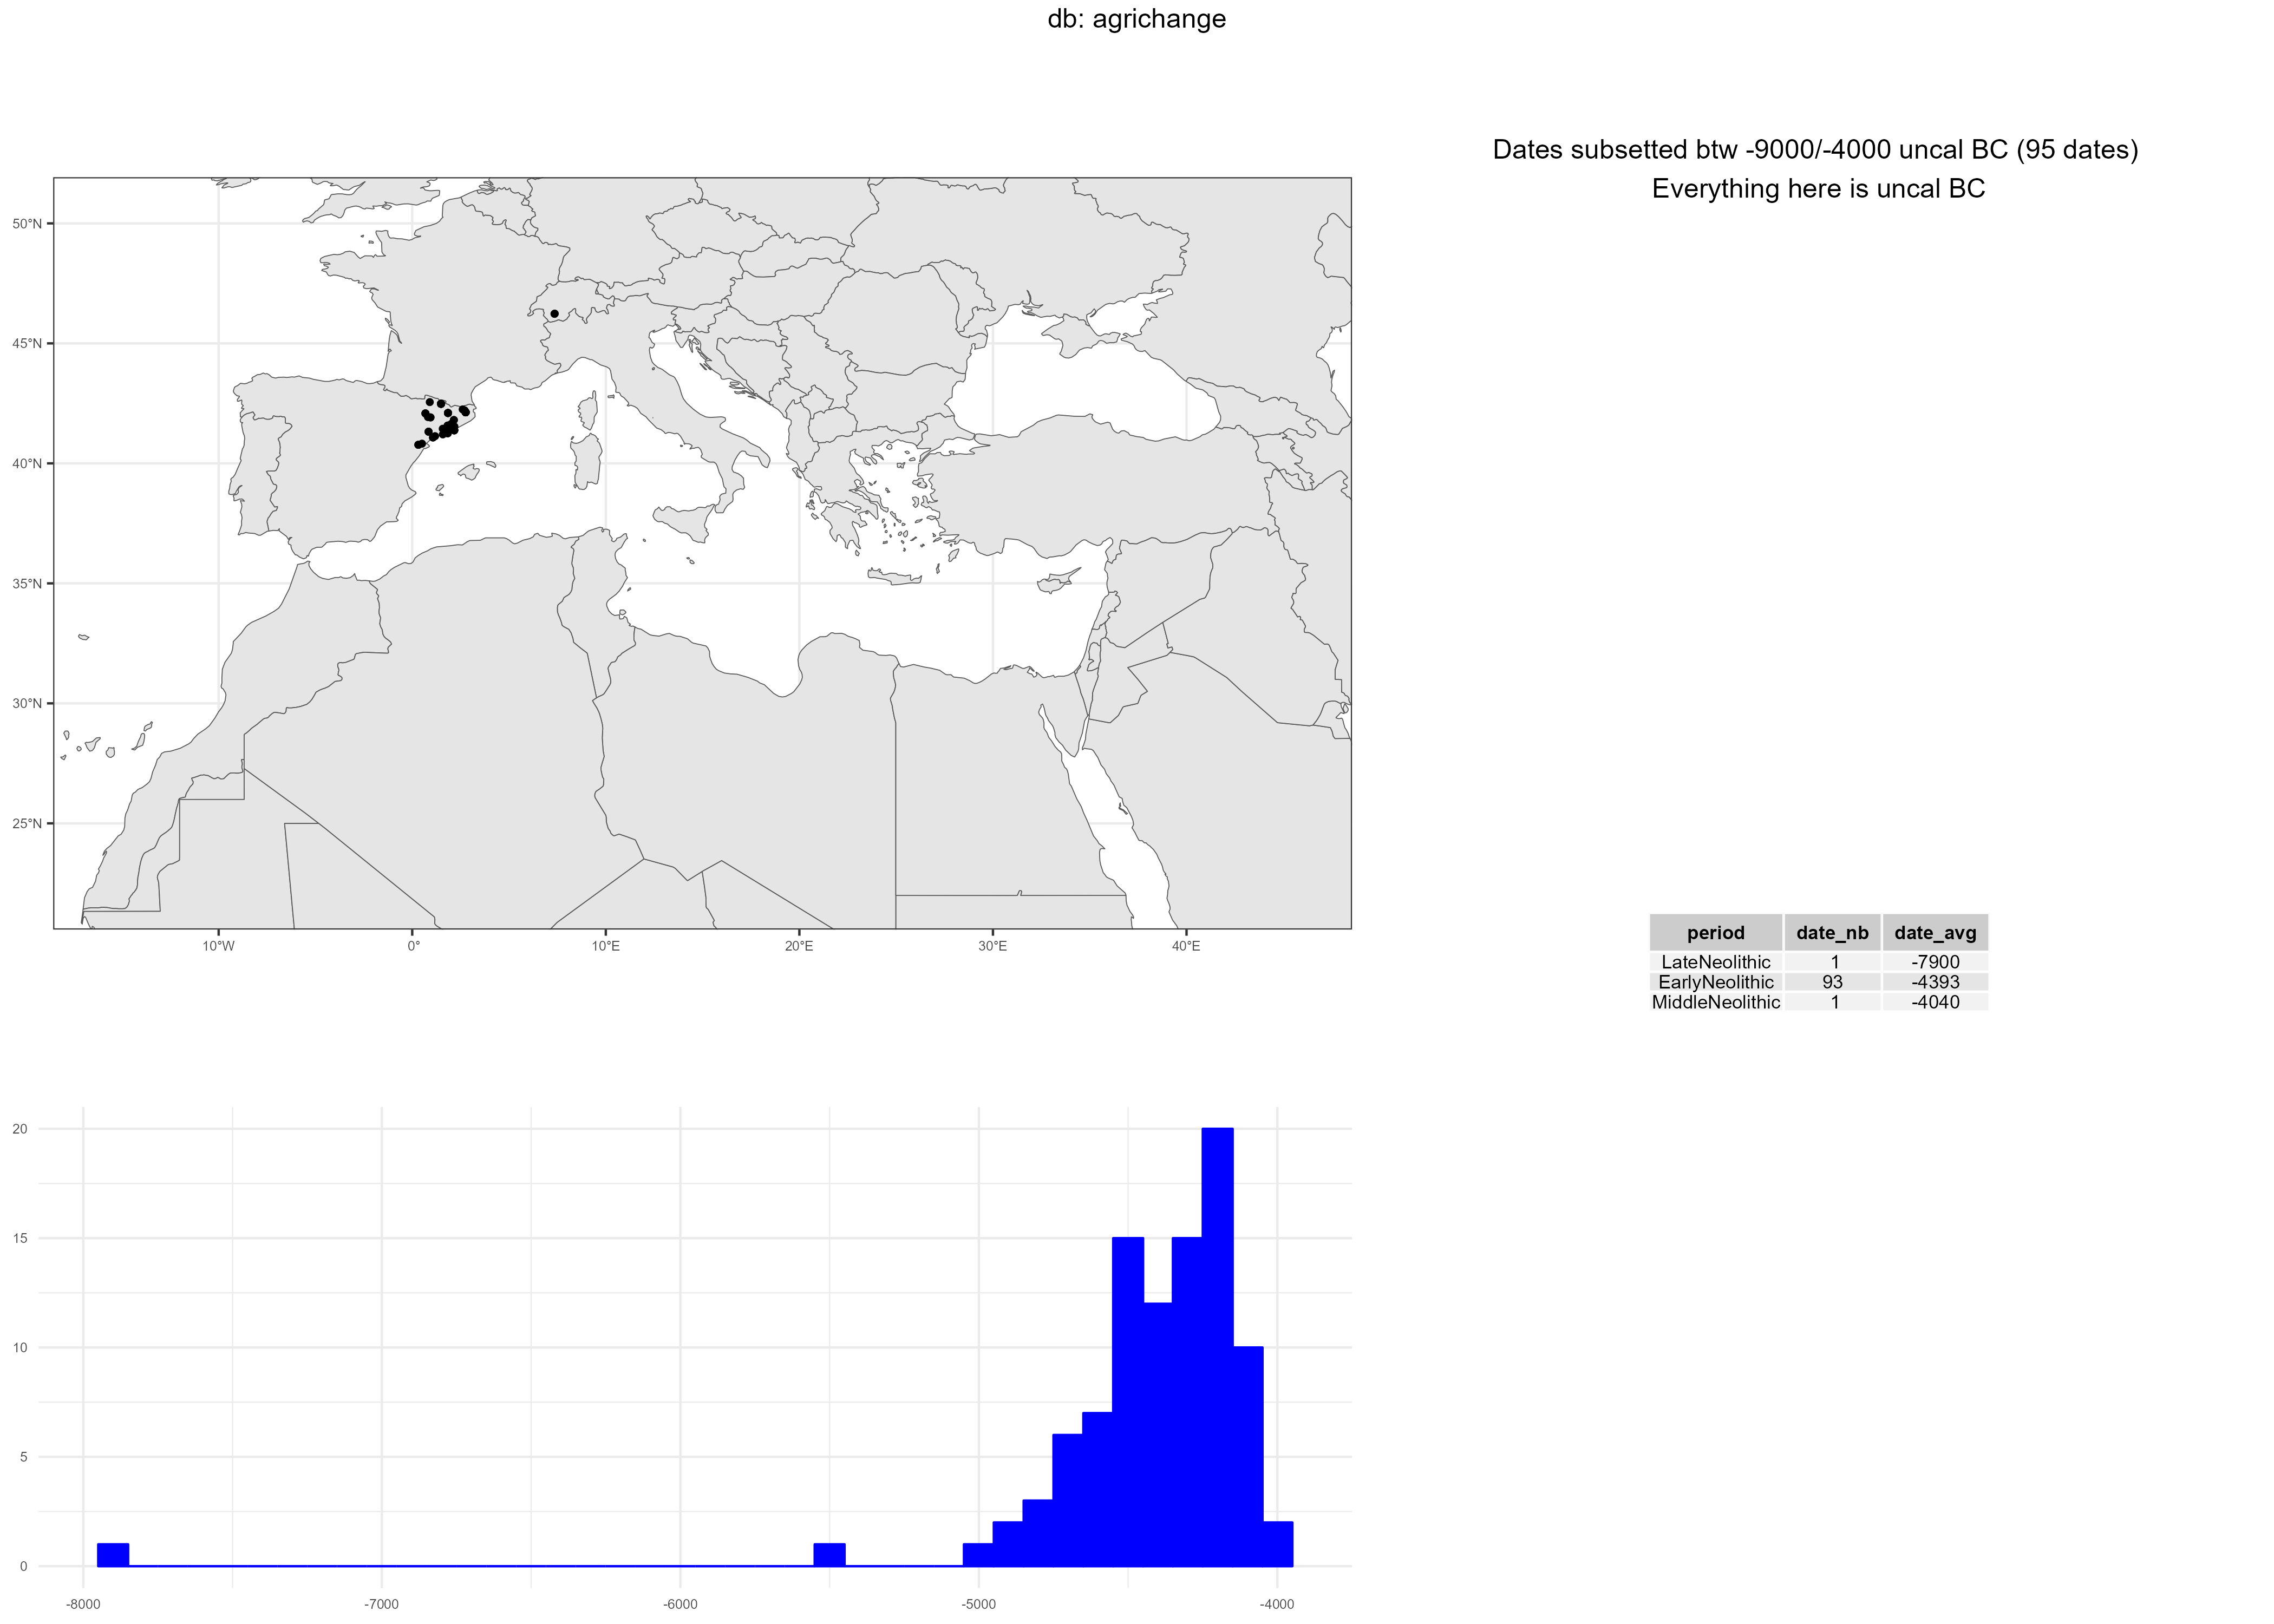 db: agrichange
Dates subsetted btw -9000/-4000 uncal BC (95 dates)
Everything here is uncal BC
50°N
45°N
40°N
35°N
30°N
25°N
10°W 0° 10°E 20°E 30°E 40°E
period date_nb date_avg
LateNeolithic 1 -7900
EarlyNeolithic 93 -4393
MiddleNeolithic 1 -4040
20
15
10
5
0
-8000 -7000 -6000 -5000 -4000